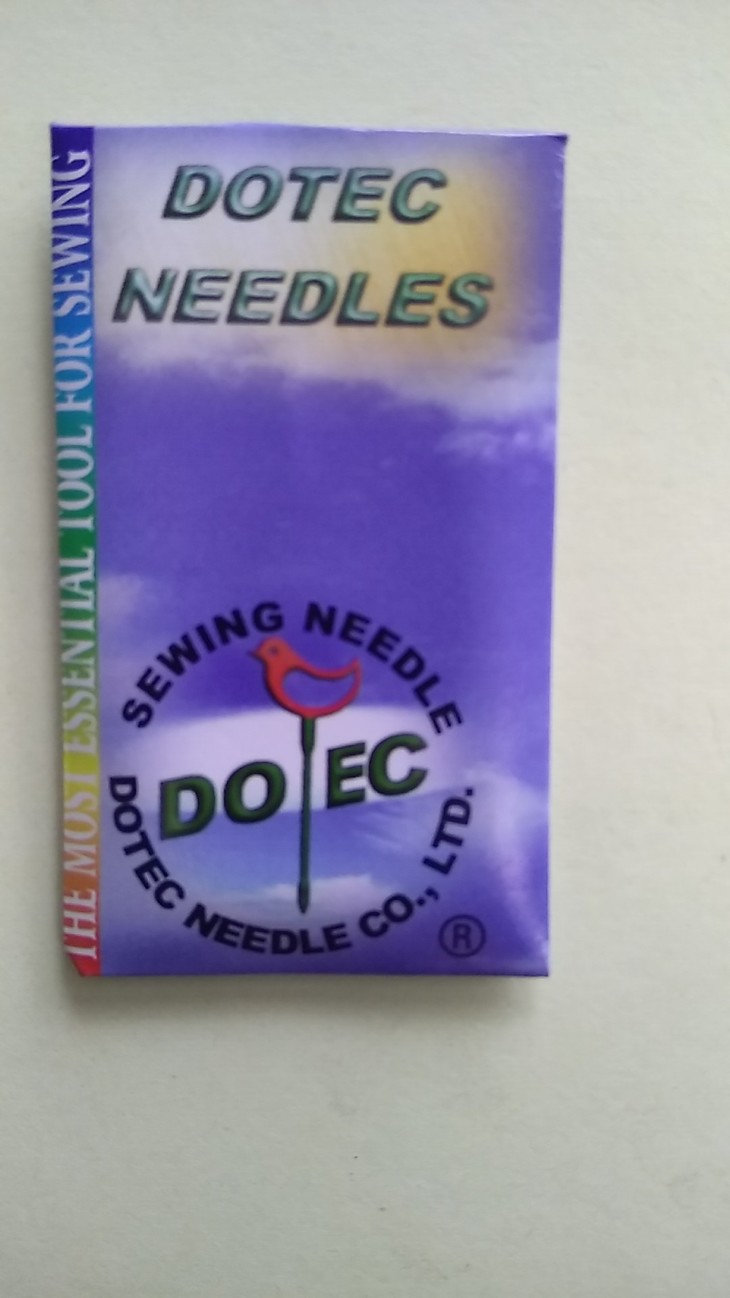 DOTEC
NEEDLES
THE MOST ESSENTIAL TOOL FOR SEWING
SEWING NEEDLE
DOTEC
DOTEC NEEDLE CO., LTD.
®